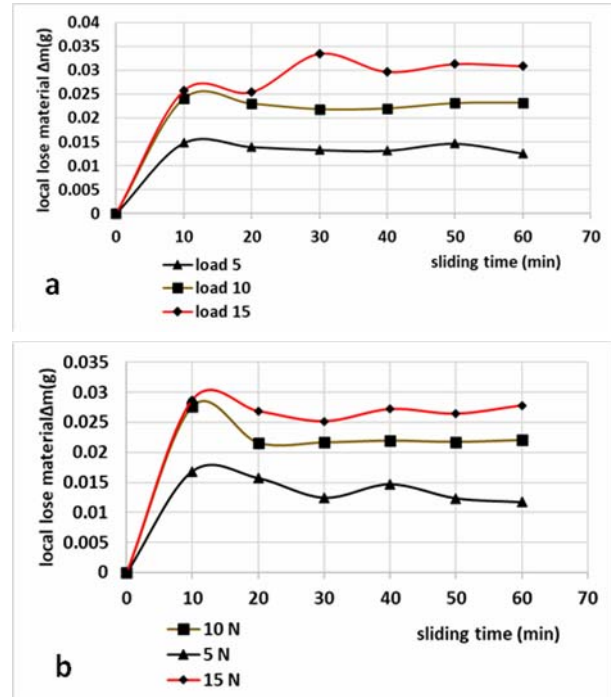 0.04
0.035
0.03
0.025
0.02
0.015
0.01
0.005
0
local lose material Δm(g)
0 10 20 30 40 50 60 70
sliding time (min)
load 5
load 10
load 15
a
0.035
0.03
0.025
0.02
0.015
0.01
0.005
0
local lose materialΔm(g)
0 10 20 30 40 50 60 70
sliding time (min)
10 N
5 N
15 N
b